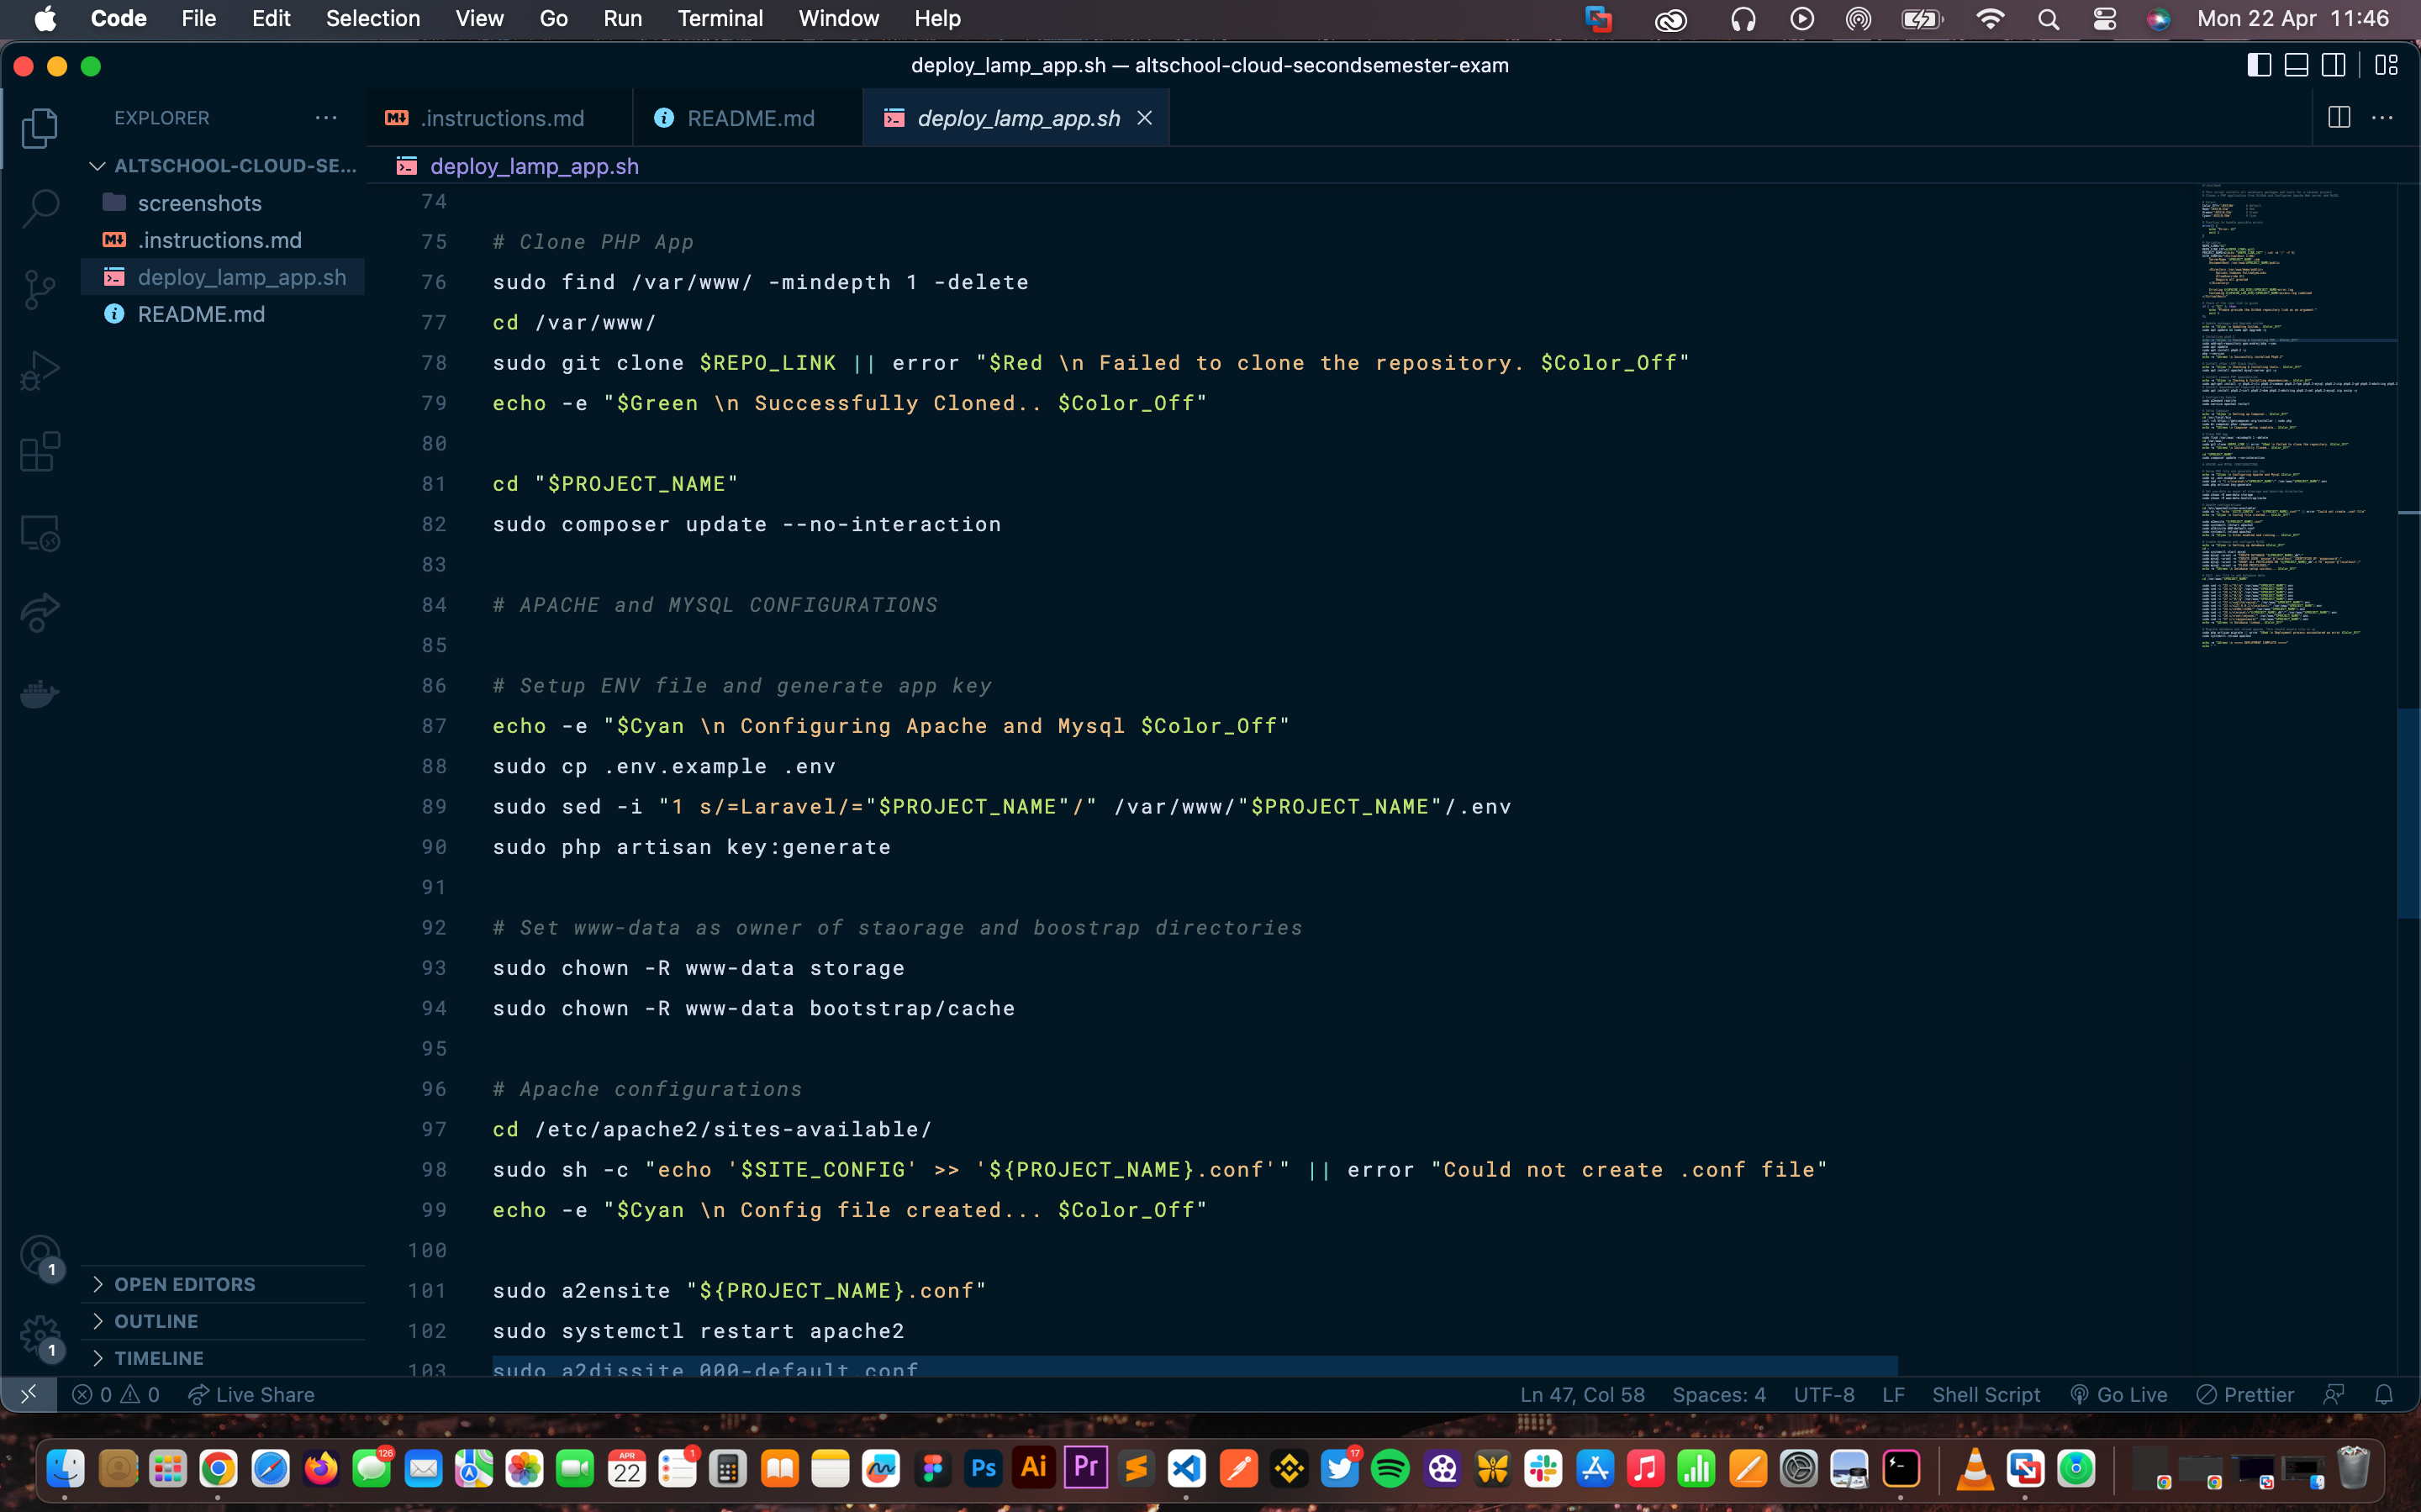 Code File Edit Selection View Go Run Terminal Window Help Mon 22 Apr 11:46
deploy_lamp_app.sh — altschool-cloud-secondsemester-exam
EXPLORER
.instructions.md README.md deploy_lamp_app.sh
ALTSCHOOL-CLOUD-SE...
deploy_lamp_app.sh
screenshots
.instructions.md
deploy_lamp_app.sh
README.md
74
75 # Clone PHP App
76 sudo find /var/www/ -mindepth 1 -delete
77 cd /var/www/
78 sudo git clone $REPO_LINK || error "$Red \n Failed to clone the repository. $Color_Off"
79 echo -e "$Green \n Successfully Cloned.. $Color_Off"
80
81 cd "$PROJECT_NAME"
82 sudo composer update --no-interaction
83
84 # APACHE and MYSQL CONFIGURATIONS
85
86 # Setup ENV file and generate app key
87 echo -e "$Cyan \n Configuring Apache and Mysql $Color_Off"
88 sudo cp .env.example .env
89 sudo sed -i "1 s/=Laravel/="$PROJECT_NAME"/" /var/www/"$PROJECT_NAME"/.env
90 sudo php artisan key:generate
91
92 # Set www-data as owner of staorage and boostrap directories
93 sudo chown -R www-data storage
94 sudo chown -R www-data bootstrap/cache
95
96 # Apache configurations
97 cd /etc/apache2/sites-available/
98 sudo sh -c "echo '$SITE_CONFIG' >> '${PROJECT_NAME}.conf'" || error "Could not create .conf file"
99 echo -e "$Cyan \n Config file created... $Color_Off"
100
101 sudo a2ensite "${PROJECT_NAME}.conf"
102 sudo systemctl restart apache2
103 sudo a2dissite 000-default.conf
1
OPEN EDITORS
OUTLINE
1
TIMELINE
0 0 Live Share Ln 47, Col 58 Spaces: 4 UTF-8 LF Shell Script Go Live Prettier
126 APR 22 1 Ps Ai Pr 17